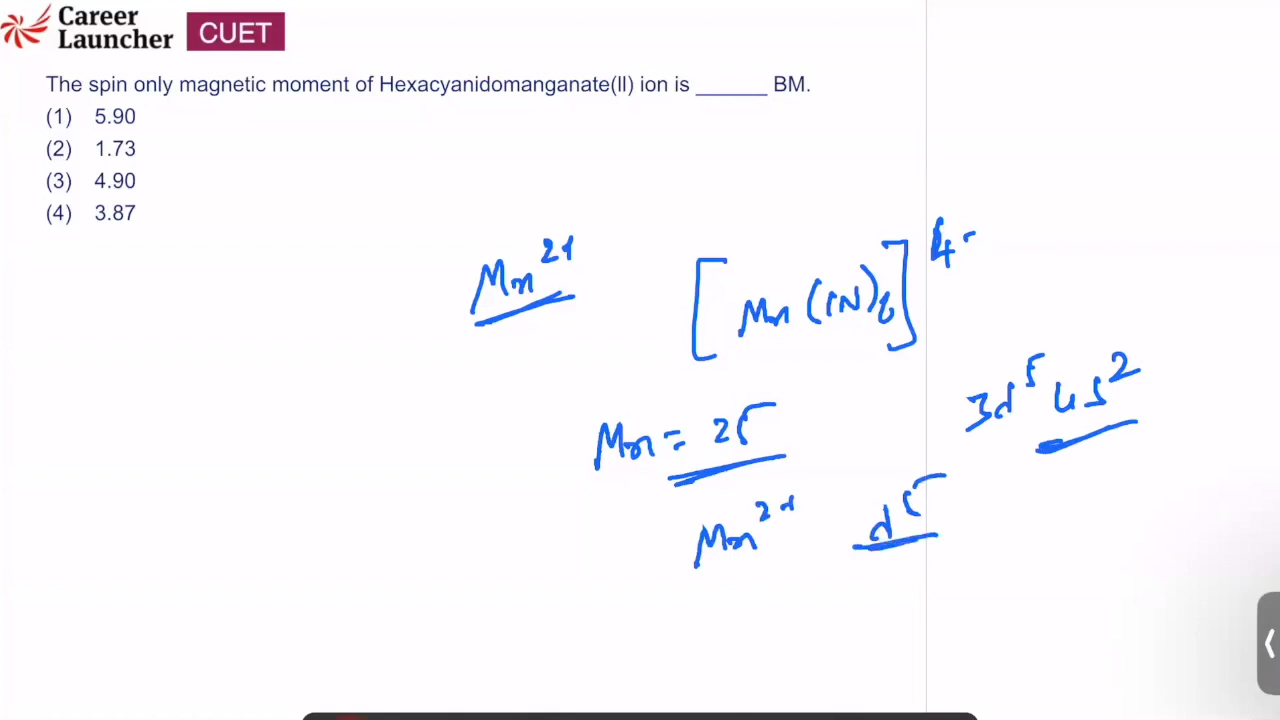 Career Launcher CUET
The spin only magnetic moment of Hexacyanidomanganate(II) ion is ______ BM.
(1) 5.90
(2) 1.73
(3) 4.90
(4) 3.87
Mn²⁺ [Mn(CN)₆]⁴⁻
3d⁵ 4s²
Mn = 25
Mn²⁺ d⁵